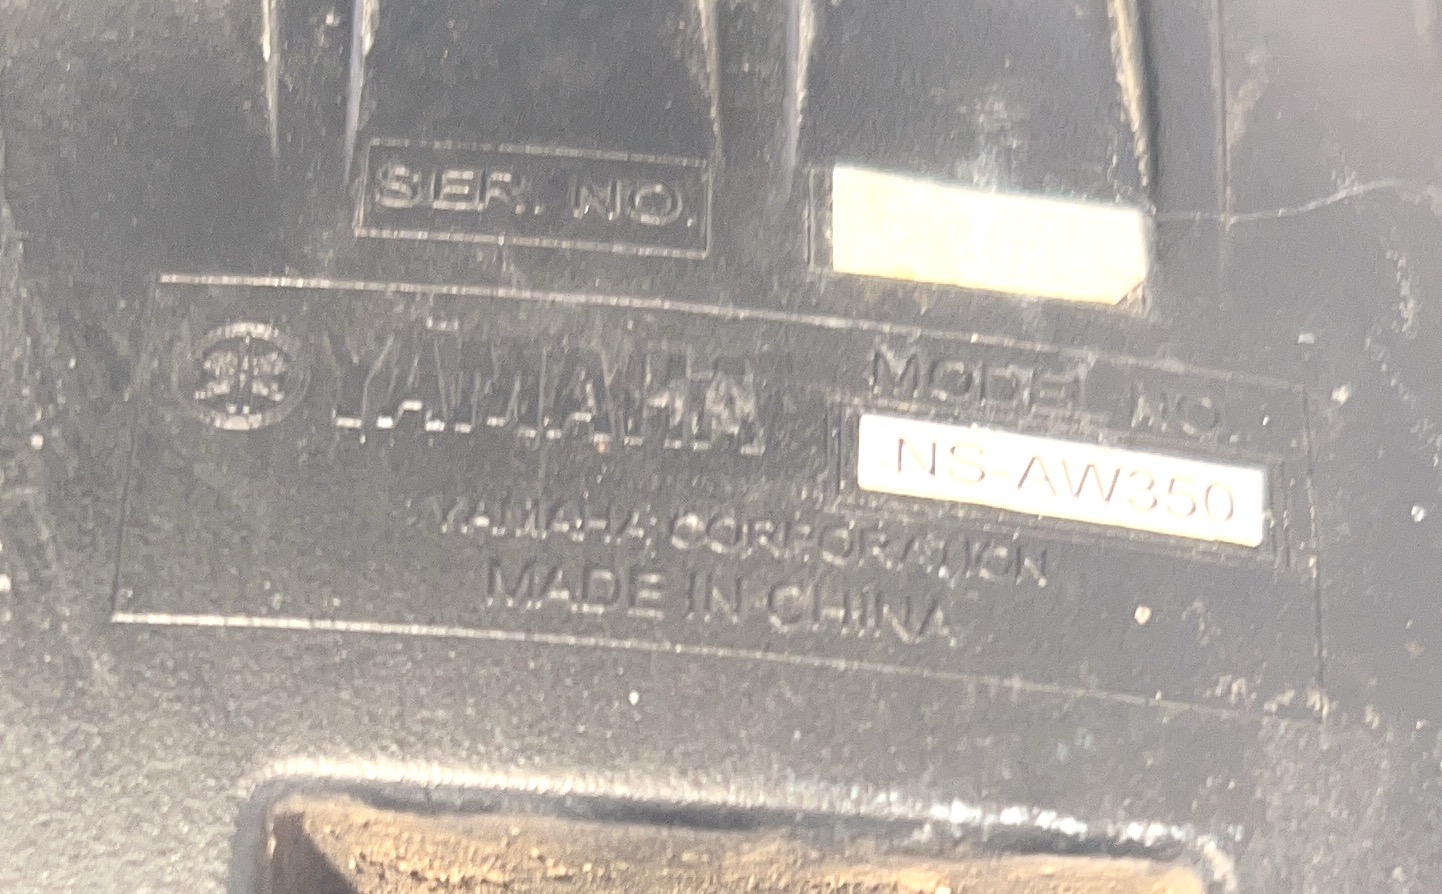 SER. NO.
YAMAHA
MODEL NO.
NS-AW350
YAMAHA CORPORATION
MADE IN CHINA